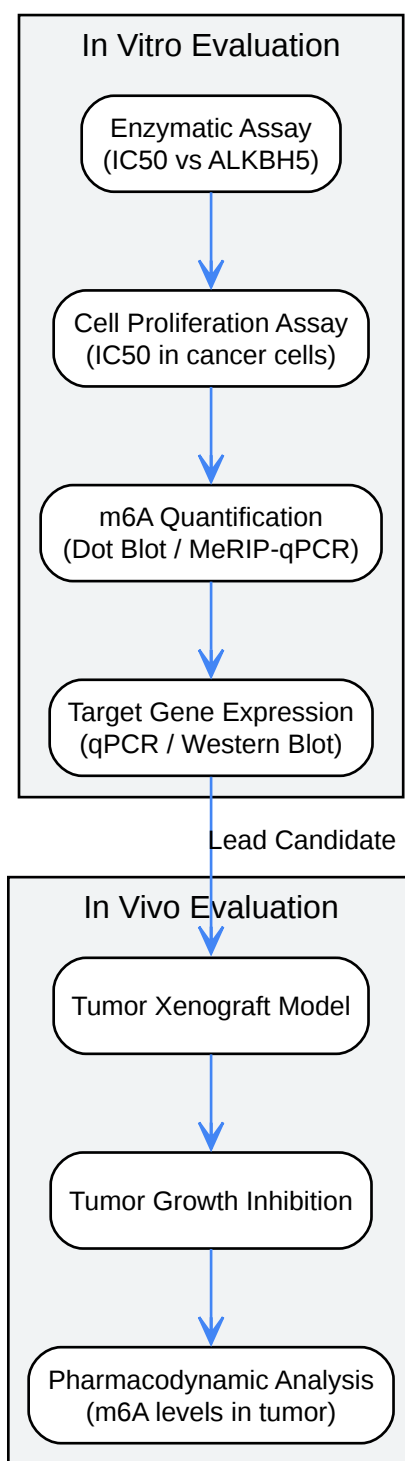 In Vitro Evaluation
Enzymatic Assay
(IC50 vs ALKBH5)
Cell Proliferation Assay
(IC50 in cancer cells)
m6A Quantification
(Dot Blot / MeRIP-qPCR)
Target Gene Expression
(qPCR / Western Blot)
Lead Candidate
In Vivo Evaluation
Tumor Xenograft Model
Tumor Growth Inhibition
Pharmacodynamic Analysis
(m6A levels in tumor)